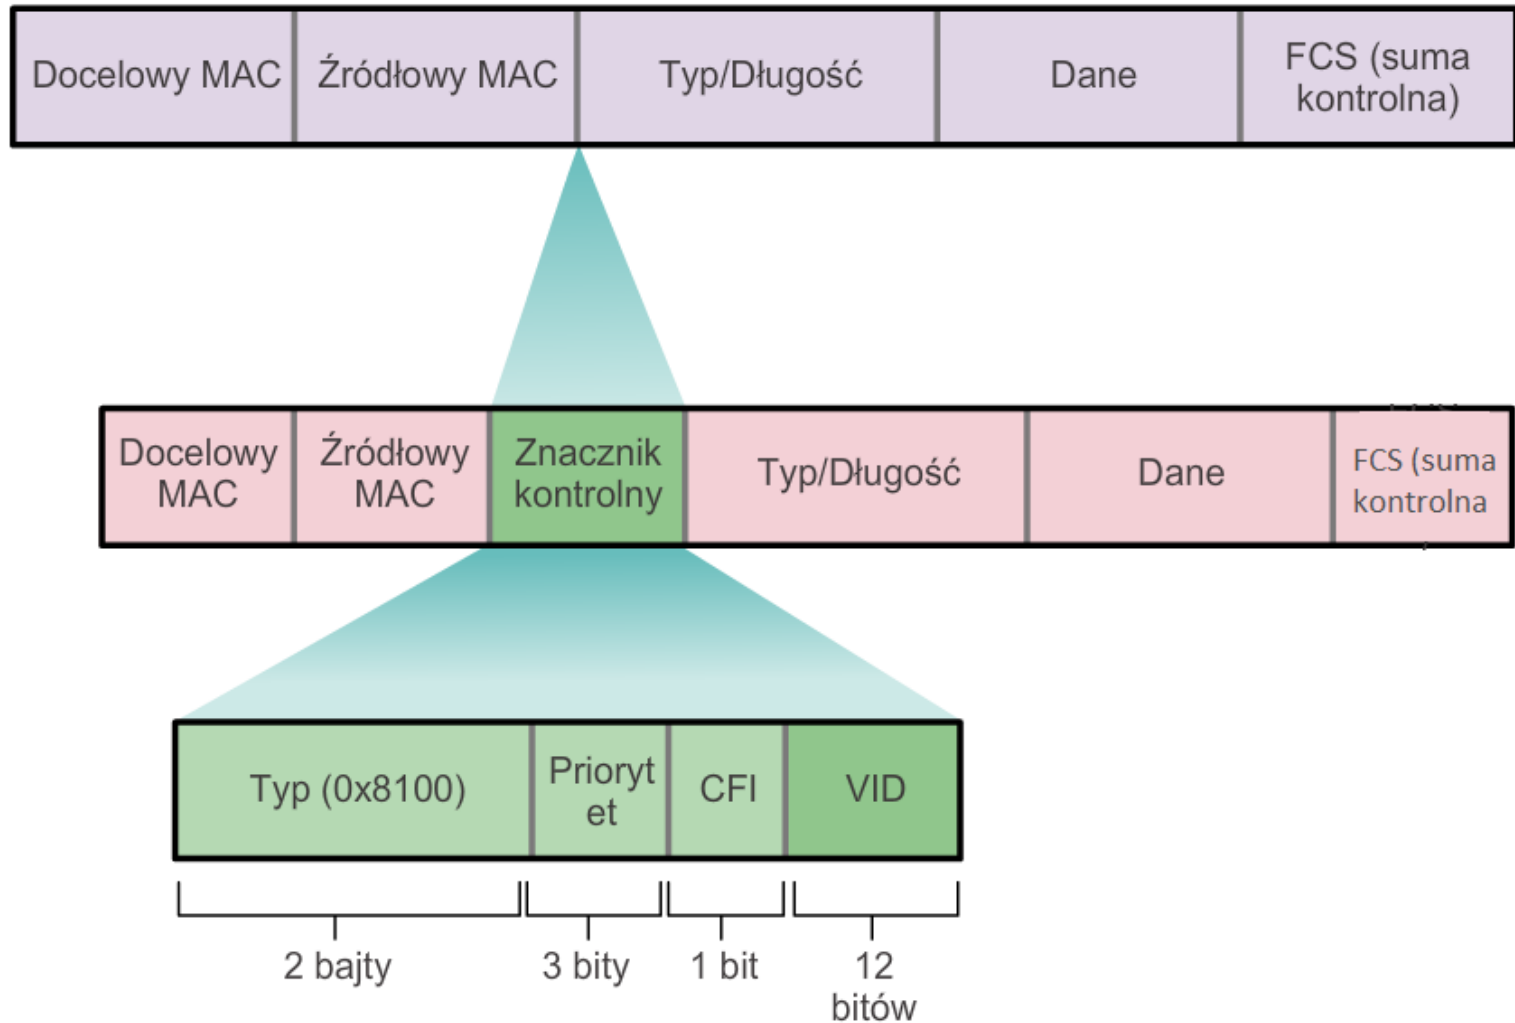 Docelowy MAC
Źródłowy MAC
Typ/Długość
Dane
FCS (suma
kontrolna)
Docelowy
MAC
Źródłowy
MAC
Znacznik
kontrolny
Typ/Długość
Dane
FCS (suma
kontrolna
Typ (0x8100)
Prioryt
et
CFI
VID
2 bajty
3 bity
1 bit
12
bitów